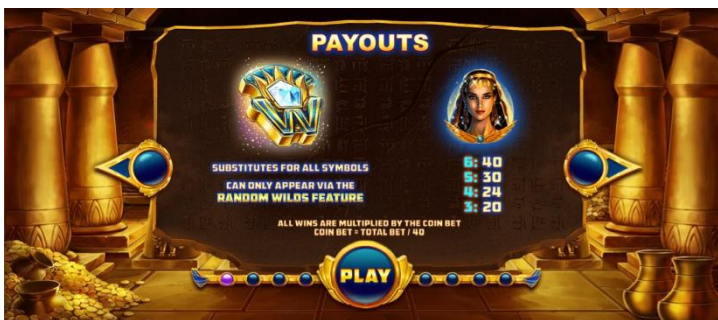 PAYOUTS
W
SUBSTITUTES FOR ALL SYMBOLS
CAN ONLY APPEAR VIA THE
RANDOM WILDS FEATURE
6: 40
5: 30
4: 24
3: 20
ALL WINS ARE MULTIPLIED BY THE COIN BET
COIN BET = TOTAL BET / 40
PLAY